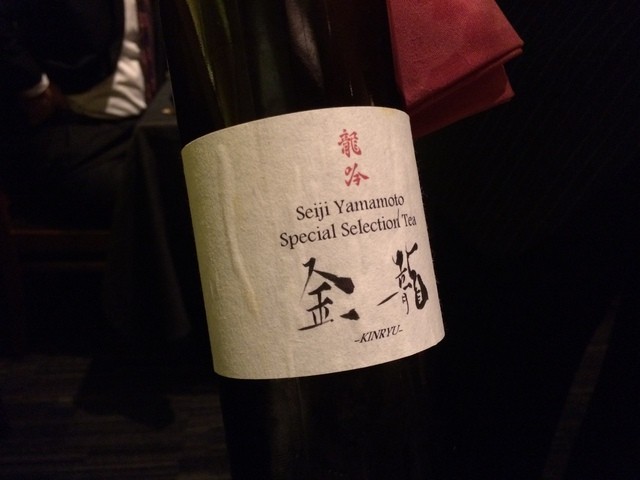 龍吟
Seiji Yamamoto
Special Selection Tea
金龍
-KINRYU-